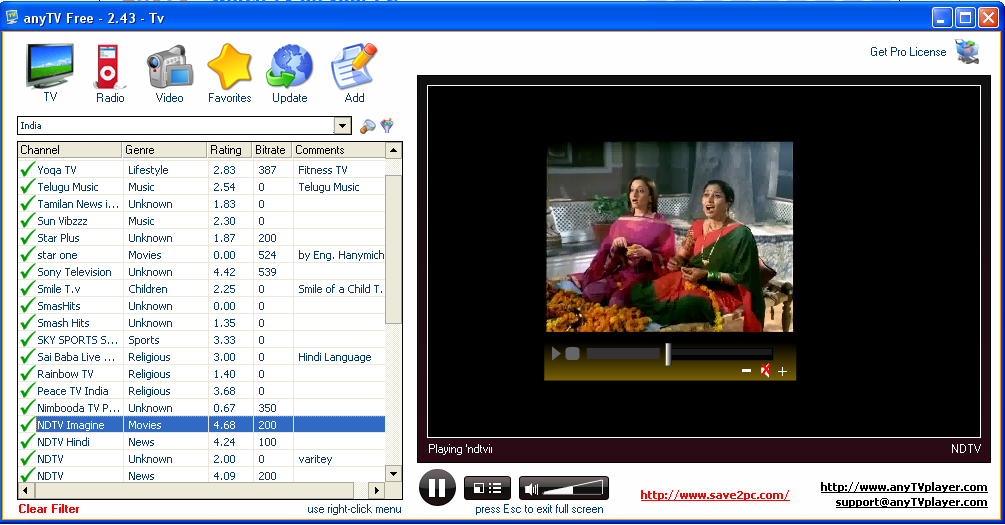 anyTV Free - 2.43 - Tv
Get Pro License
TV Radio Video Favorites Update Add
India
Channel Genre Rating Bitrate Comments
Yoqa TV Lifestyle 2.83 387 Fitness TV
Telugu Music Music 2.54 0 Telugu Music
Tamilan News i... Unknown 1.83 0
Sun Vibzzz Music 2.30 0
Star Plus Unknown 1.87 200
star one Movies 0.00 524 by Eng. Hanymich
Sony Television Unknown 4.42 539
Smile T.v Children 2.25 0 Smile of a Child T.
SmasHits Unknown 0.00 0
Smash Hits Unknown 1.35 0
SKY SPORTS S... Sports 3.33 0
Sai Baba Live ... Religious 3.00 0 Hindi Language
Rainbow TV Religious 1.40 0
Peace TV India Religious 3.68 0
Nimbooda TV P... Unknown 0.67 350
NDTV Imagine Movies 4.68 200
NDTV Hindi News 4.24 100
NDTV Unknown 2.00 0 varitey
NDTV News 4.09 200
Clear Filter use right-click menu
Playing 'ndtvii NDTV
press Esc to exit full screen
http://www.save2pc.com/
http://www.anyTVplayer.com
support@anyTVplayer.com